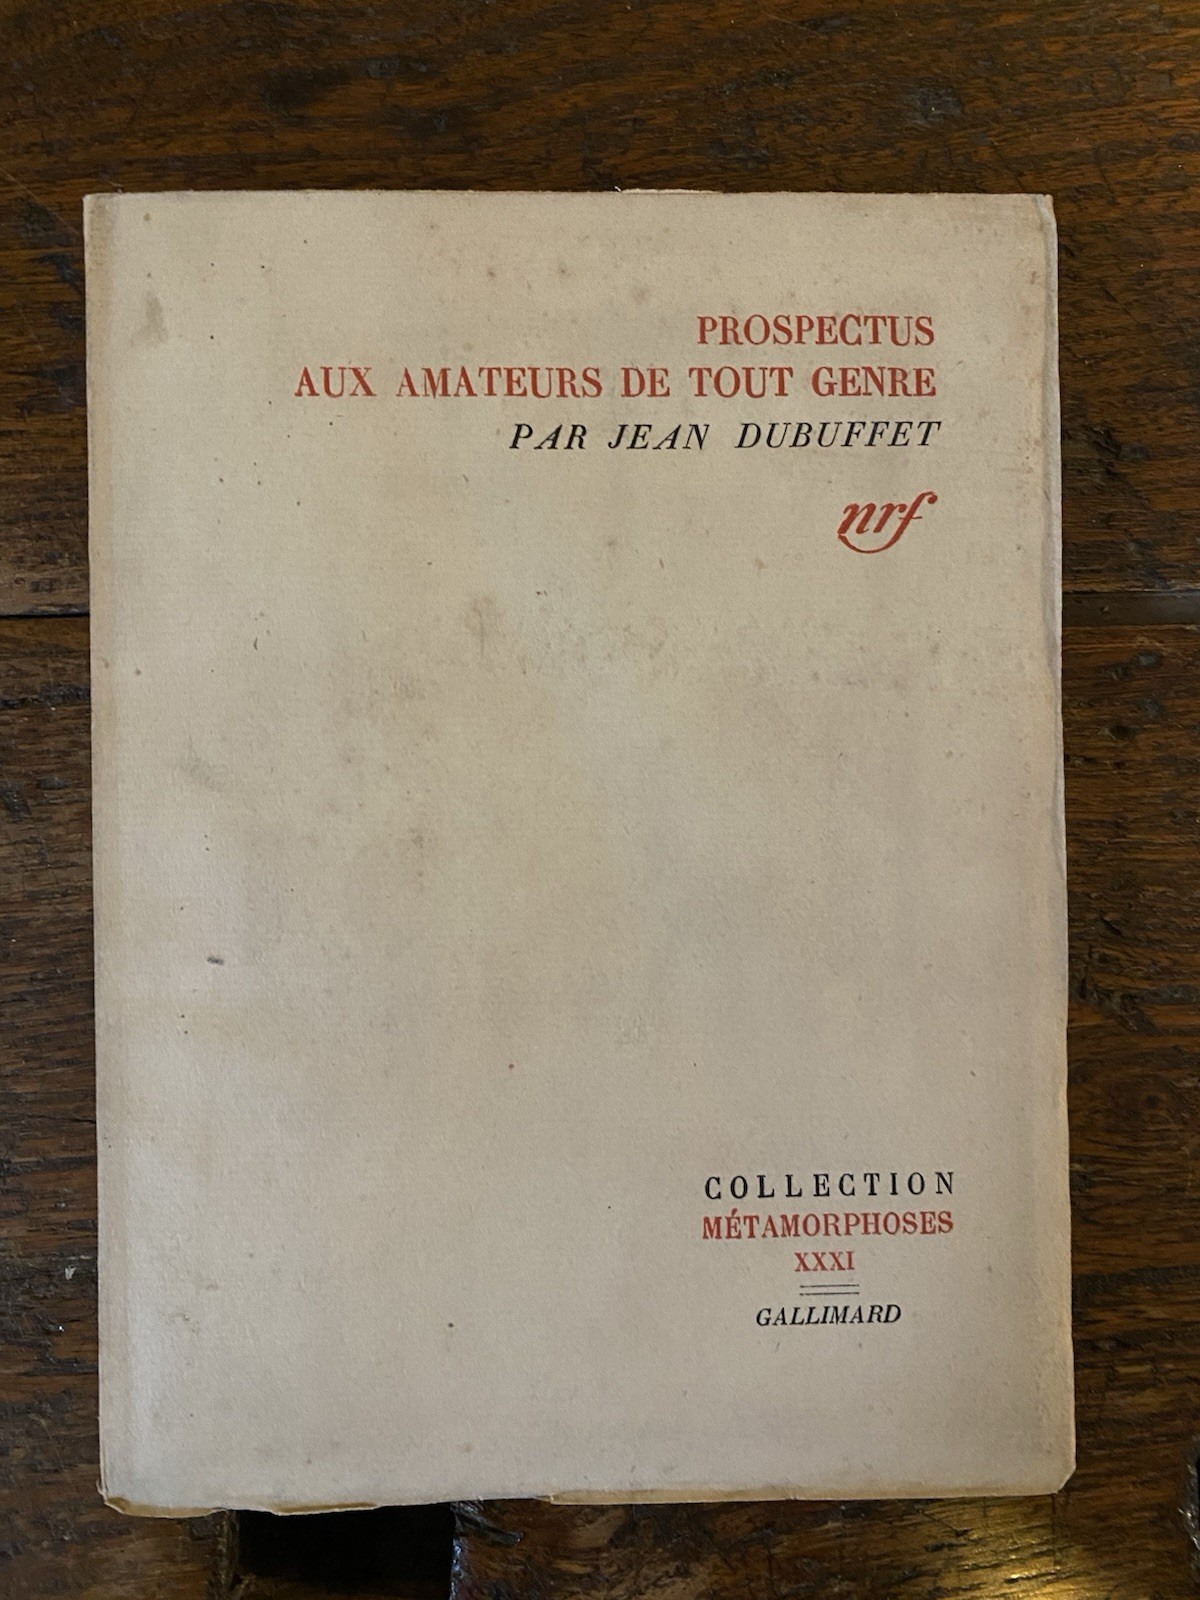 PROSPECTUS
AUX AMATEURS DE TOUT GENRE
PAR JEAN DUBUFFET
nrf
COLLECTION
MÉTAMORPHOSES
XXXI
GALLIMARD